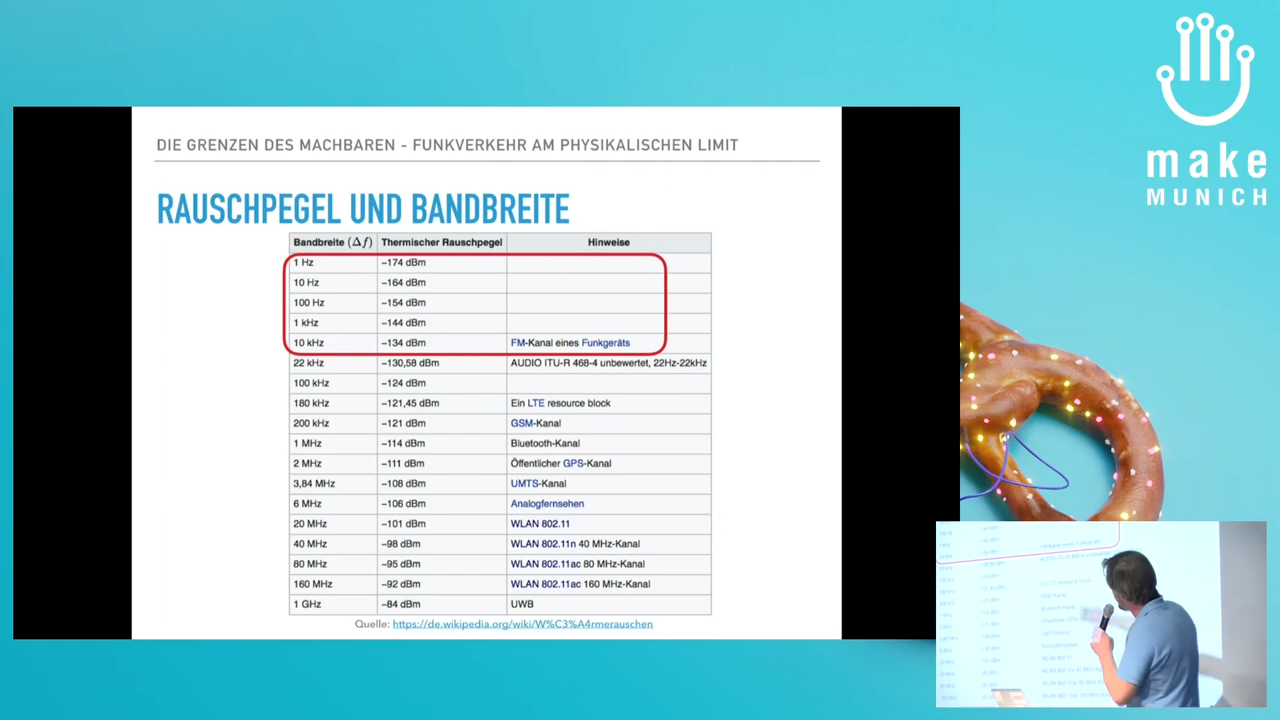 make
MUNICH
DIE GRENZEN DES MACHBAREN - FUNKVERKEHR AM PHYSIKALISCHEN LIMIT
RAUSCHPEGEL UND BANDBREITE
Bandbreite (Δf) Thermischer Rauschpegel Hinweise
1 Hz −174 dBm
10 Hz −164 dBm
100 Hz −154 dBm
1 kHz −144 dBm
10 kHz −134 dBm FM-Kanal eines Funkgeräts
22 kHz −130,58 dBm AUDIO ITU-R 468-4 unbewertet, 22Hz-22kHz
100 kHz −124 dBm
180 kHz −121,45 dBm Ein LTE resource block
200 kHz −121 dBm GSM-Kanal
1 MHz −114 dBm Bluetooth-Kanal
2 MHz −111 dBm Öffentlicher GPS-Kanal
3,84 MHz −108 dBm UMTS-Kanal
6 MHz −106 dBm Analogfernsehen
20 MHz −101 dBm WLAN 802.11
40 MHz −98 dBm WLAN 802.11n 40 MHz-Kanal
80 MHz −95 dBm WLAN 802.11ac 80 MHz-Kanal
160 MHz −92 dBm WLAN 802.11ac 160 MHz-Kanal
1 GHz −84 dBm UWB
Quelle: https://de.wikipedia.org/wiki/W%C3%A4rmerauschen